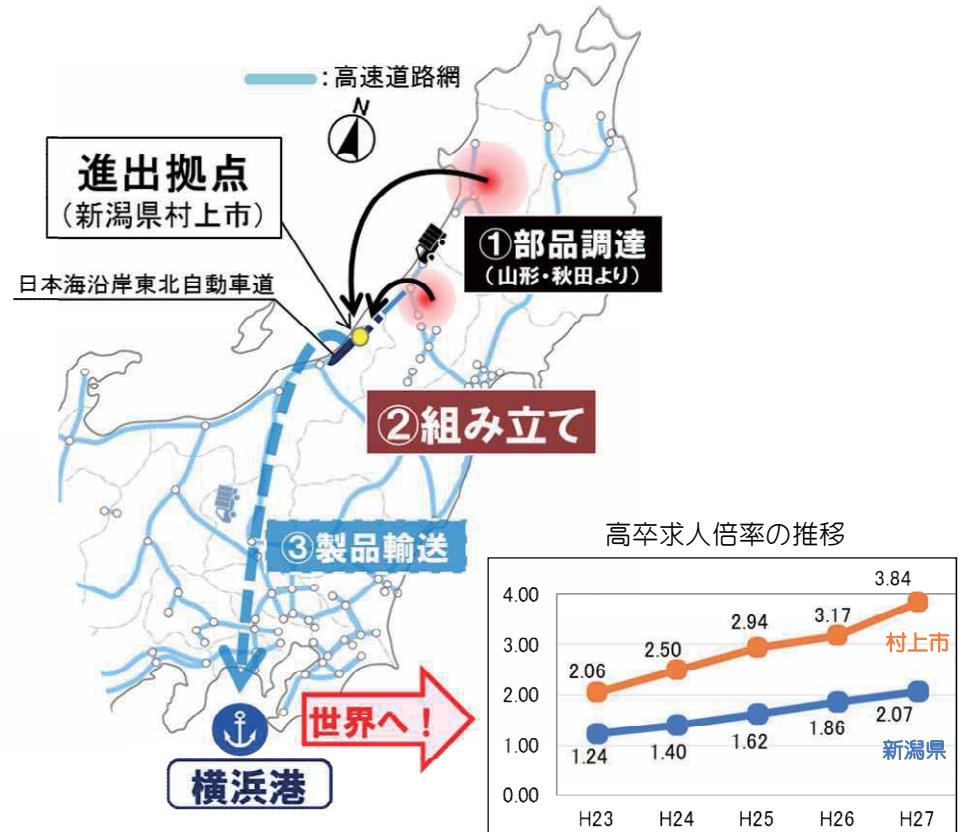 ：高速道路網
N
進出拠点
（新潟県村上市）
日本海沿岸東北自動車道
①部品調達
（山形・秋田より）
②組み立て
③製品輸送
世界へ！
横浜港
高卒求人倍率の推移
4.00
3.00
2.00
1.00
0.00
2.06
2.50
2.94
3.17
3.84
村上市
1.24
1.40
1.62
1.86
2.07
新潟県
H23 H24 H25 H26 H27